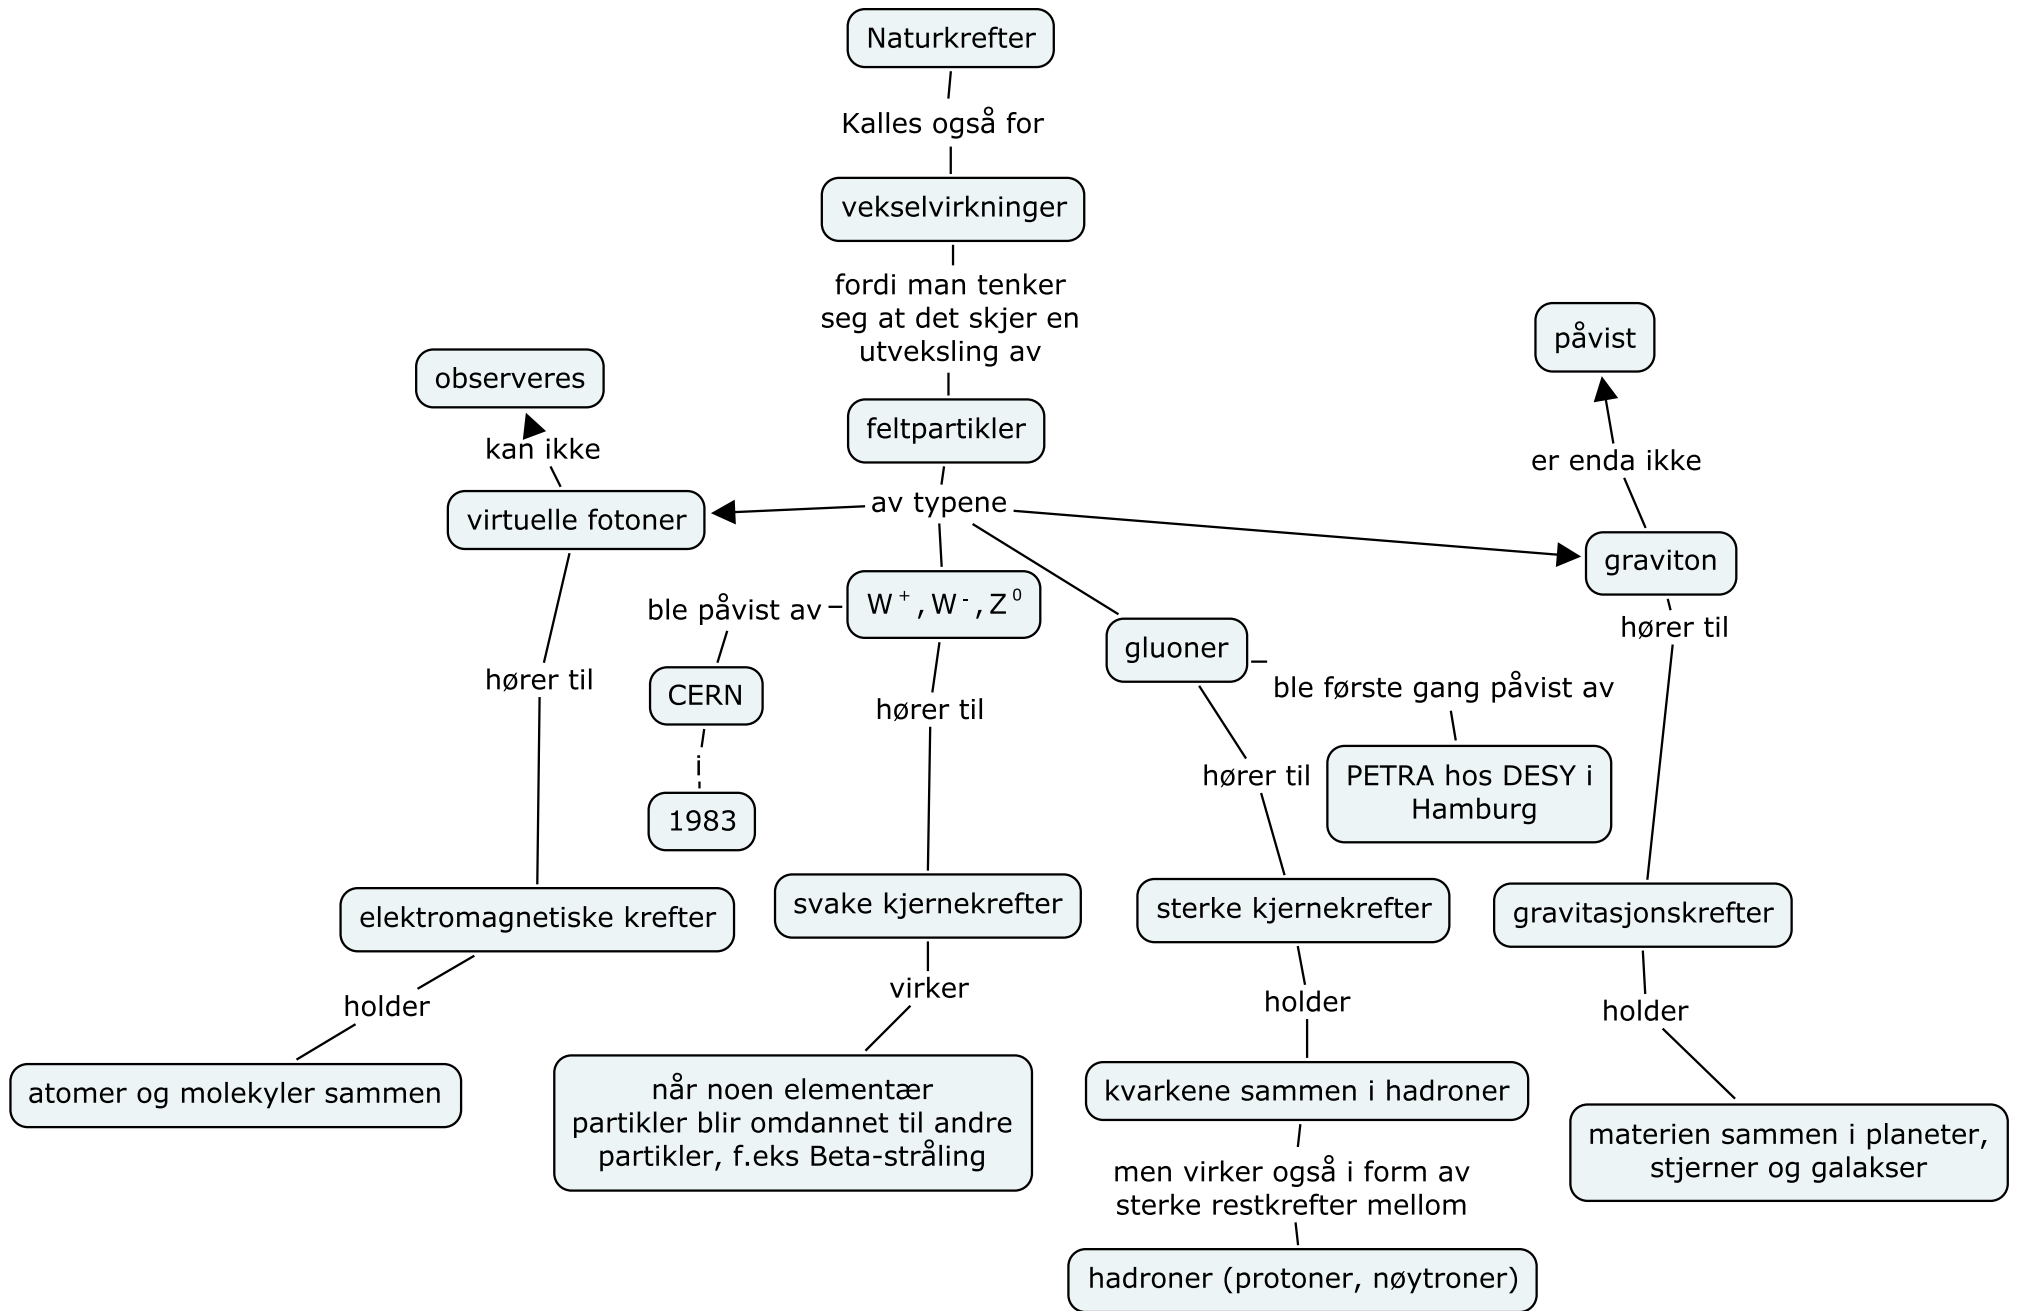 Naturkrefter
Kalles også for
vekselvirkninger
fordi man tenker
seg at det skjer en
utveksling av
feltpartikler
av typene
observeres
kan ikke
virtuelle fotoner
hører til
elektromagnetiske krefter
holder
atomer og molekyler sammen
W⁺, W⁻, Z⁰
ble påvist av
CERN
i
1983
hører til
svake kjernekrefter
virker
når noen elementær
partikler blir omdannet til andre
partikler, f.eks Beta-stråling
gluoner
ble første gang påvist av
PETRA hos DESY i
Hamburg
hører til
sterke kjernekrefter
holder
kvarkene sammen i hadroner
men virker også i form av
sterke restkrefter mellom
hadroner (protoner, nøytroner)
påvist
er enda ikke
graviton
hører til
gravitasjonskrefter
holder
materien sammen i planeter,
stjerner og galakser